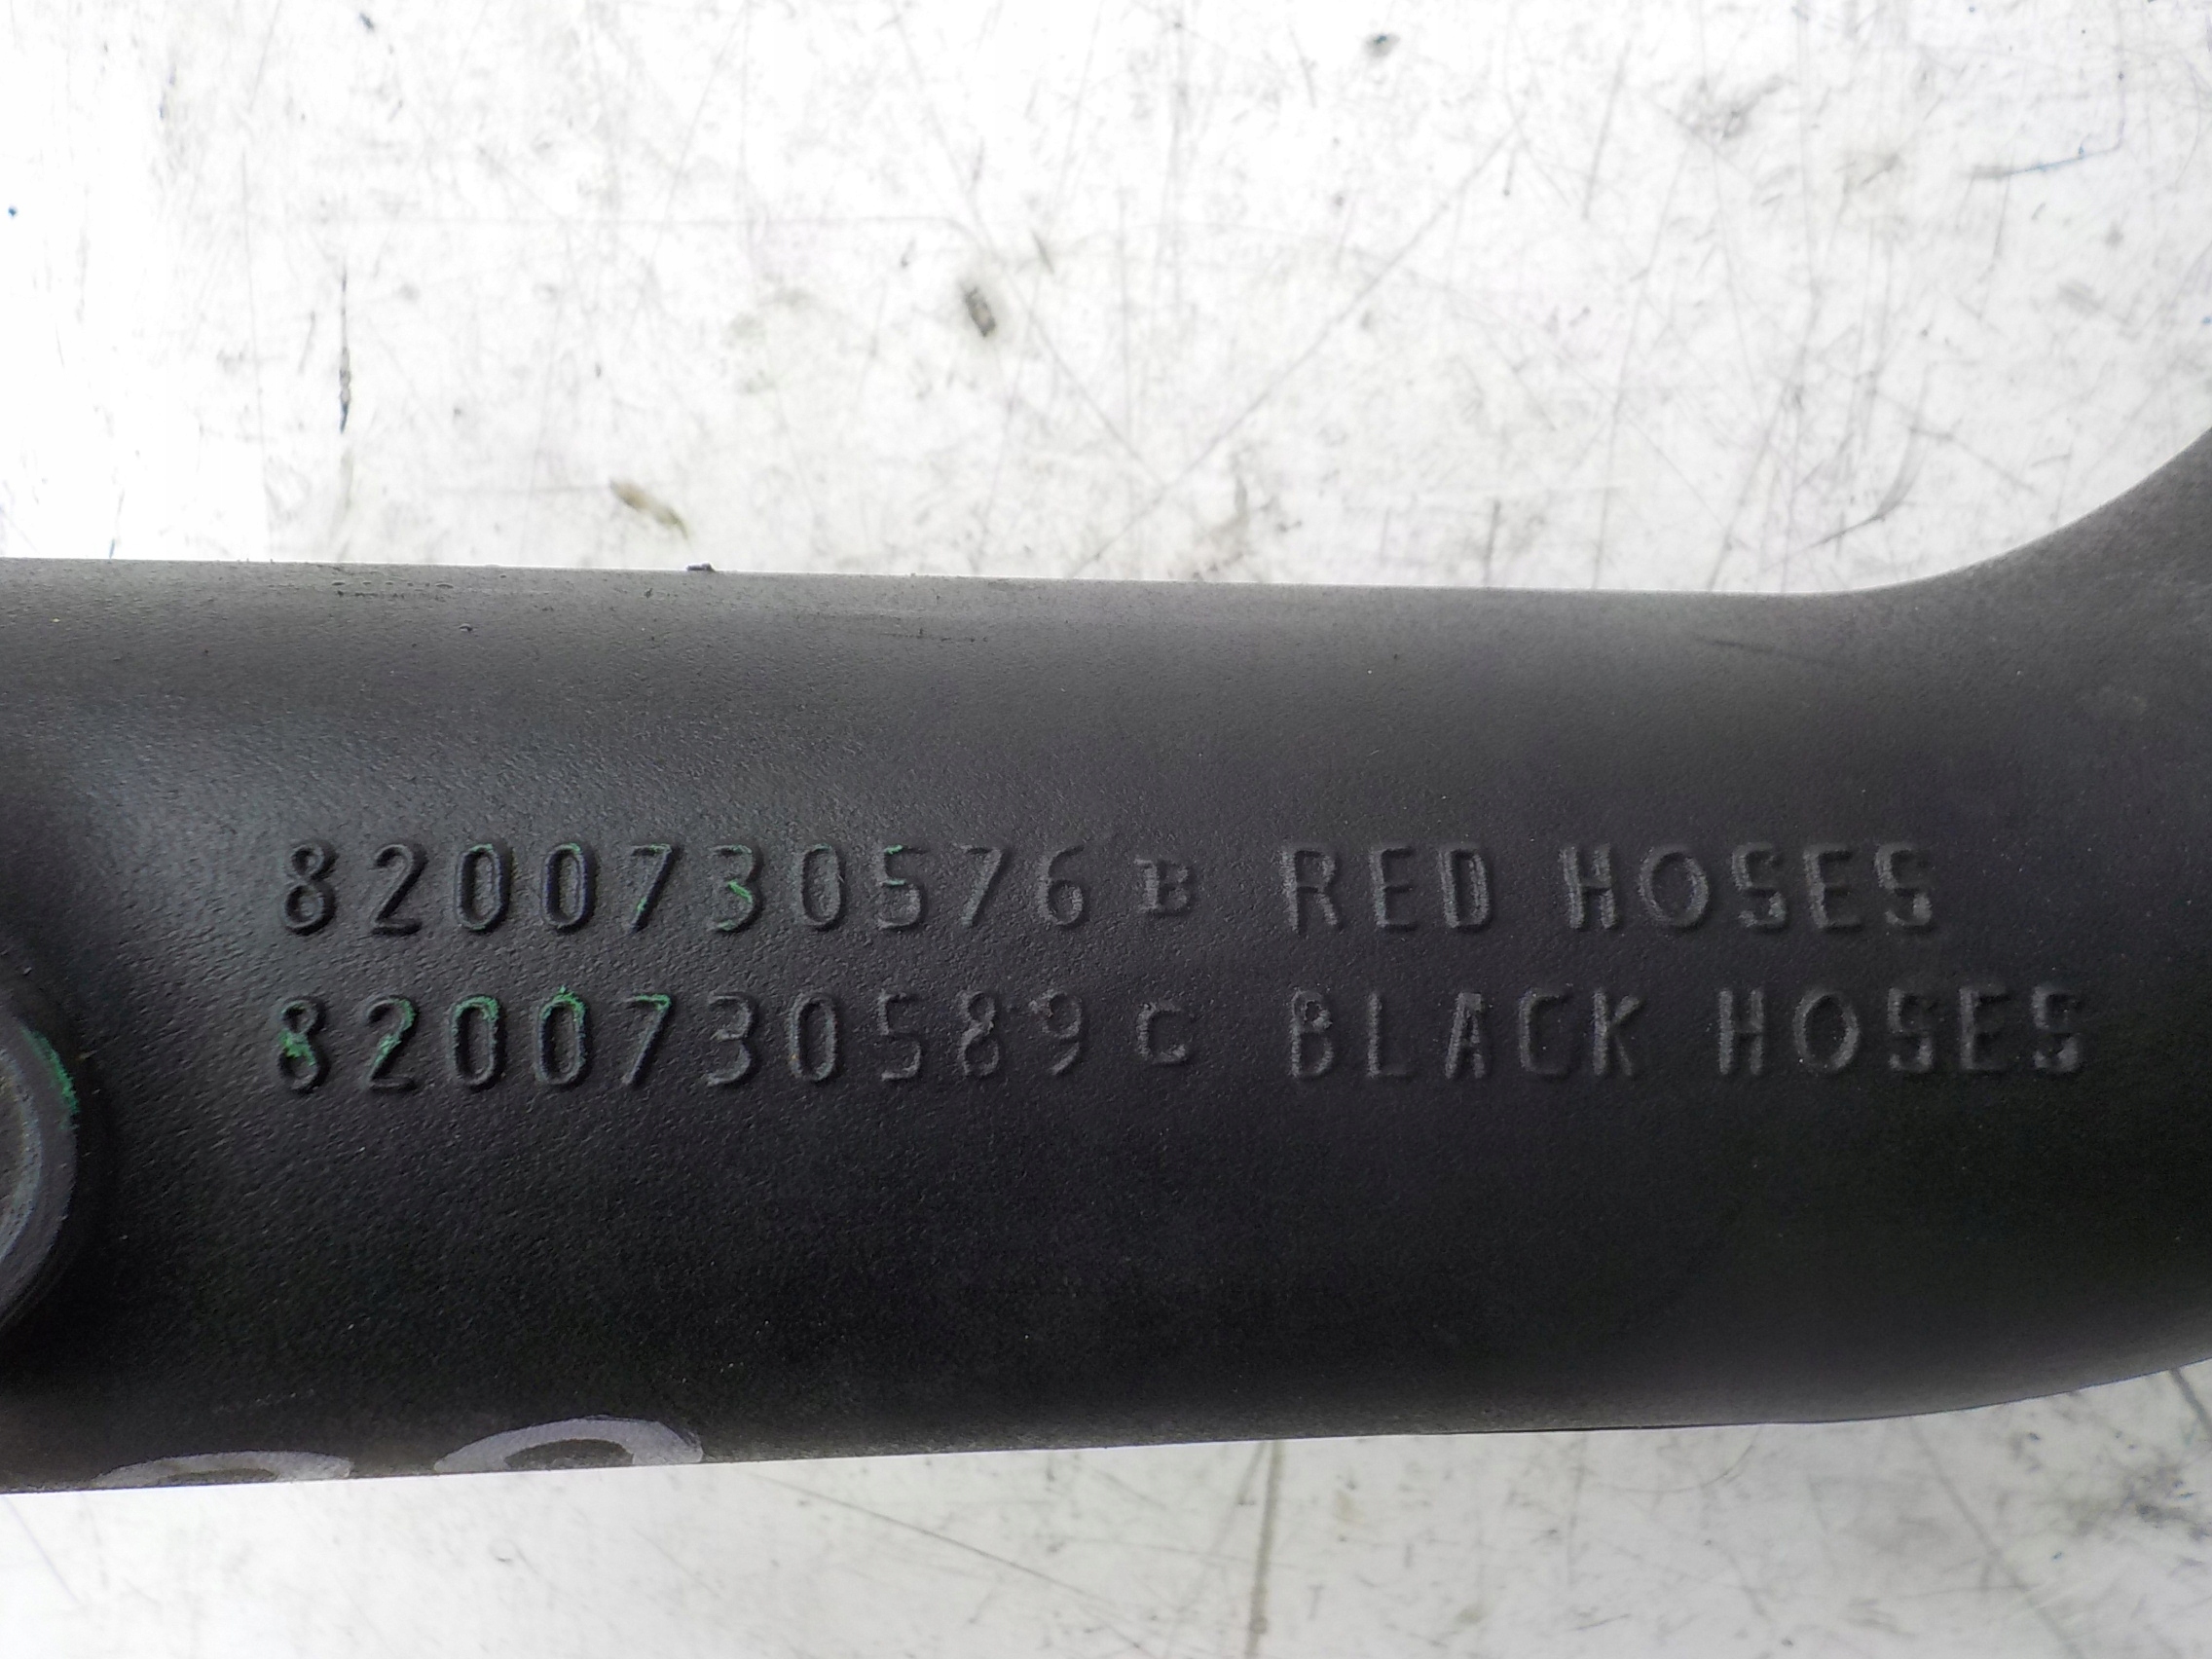 8200730576 B RED HOSES
8200730589 C BLACK HOSES